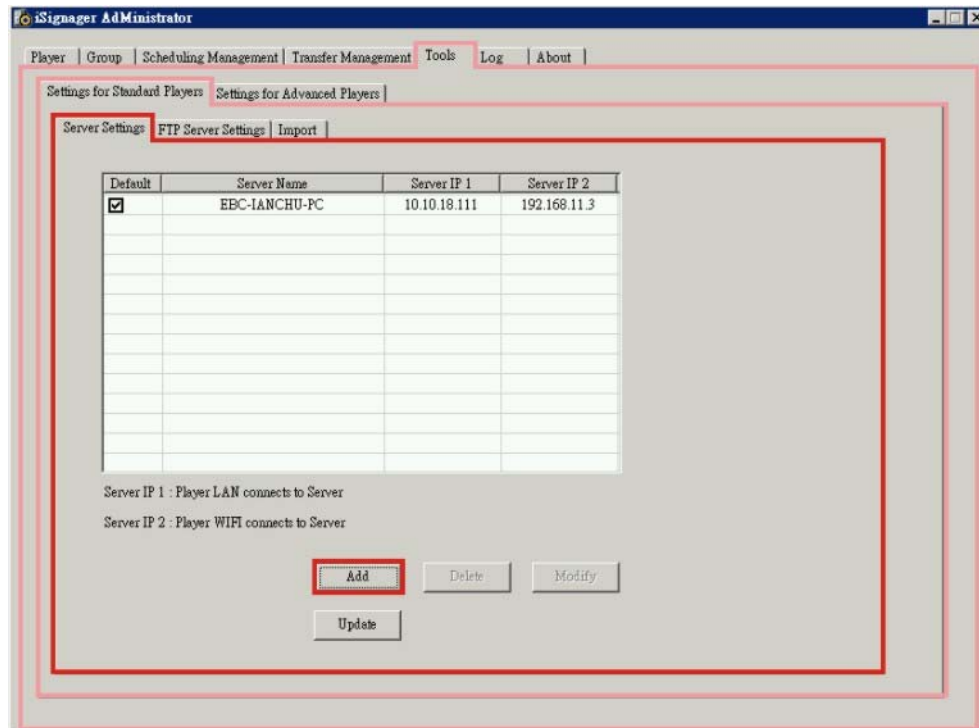 iSignager AdMinistrator
Player Group Scheduling Management Transfer Management Tools Log About
Settings for Standard Players Settings for Advanced Players
Server Settings FTP Server Settings Import
Default Server Name Server IP 1 Server IP 2
EBC-IANCHU-PC 10.10.18.111 192.168.11.3
Server IP 1 : Player LAN connects to Server
Server IP 2 : Player WIFI connects to Server
Add Delete Modify
Update